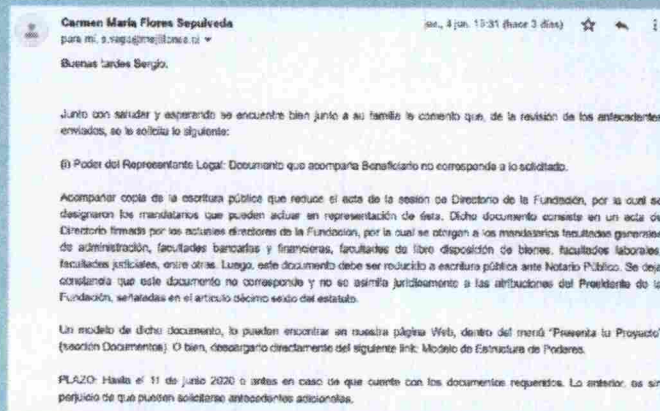 Carmen María Flores Sepulveda
jue., 4 jun. 15:31 (hace 3 días)
para mí,
Buenas tardes Sergio.
Junto con saludar y esperando se encuentre bien junto a su familia le comento que, de la revisión de los antecedentes
enviados, se le solicita lo siguiente:
(i) Poder del Representante Legal: Documento que acompaña Beneficiario no corresponde a lo solicitado.
Acompañar copia de la escritura pública que reduce el acta de la sesión de Directorio de la Fundación, por la cual se
designaron los mandatarios que pueden actuar en representación de ésta. Dicho documento consiste en un acta de
Directorio firmada por los actuales directores de la Fundación, por la cual se otorgan a los mandatarios facultades generales
de administración, facultades bancarias y financieras, facultades de libre disposición de bienes, facultades laborales,
facultades judiciales, entre otras. Luego, este documento debe ser reducido a escritura pública ante Notario Público. Se deja
constancia que este documento no corresponde y no se asimila jurídicamente a las atribuciones del Presidente de la
Fundación, señaladas en el artículo décimo sexto del estatuto.
Un modelo de dicho documento, lo pueden encontrar en nuestra página Web, dentro del menú "Presenta tu Proyecto"
(sección Documentos). O bien, descargarlo directamente del siguiente link: Modelo de Estructura de Poderes.
PLAZO: Hasta el 11 de junio 2020 o antes en caso de que cuente con los documentos requeridos. Lo anterior, es sin
perjuicio de que puedan solicitarse antecedentes adicionales.